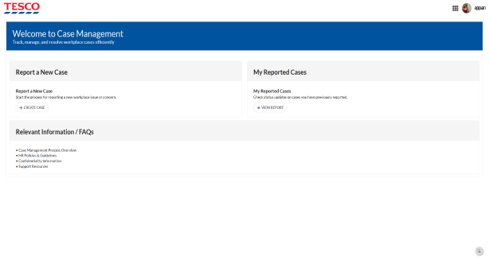 TESCO
appan
Welcome to Case Management
Track, manage, and resolve workplace cases efficiently
Report a New Case
My Reported Cases
Report a New Case
Start the process for reporting a new workplace issue or concern.
CREATE CASE
My Reported Cases
Check status updates on cases you have previously reported.
VIEW REPORT
Relevant Information / FAQs
• Case Management Process Overview
• HR Policies & Guidelines
• Confidentiality Information
• Support Resources